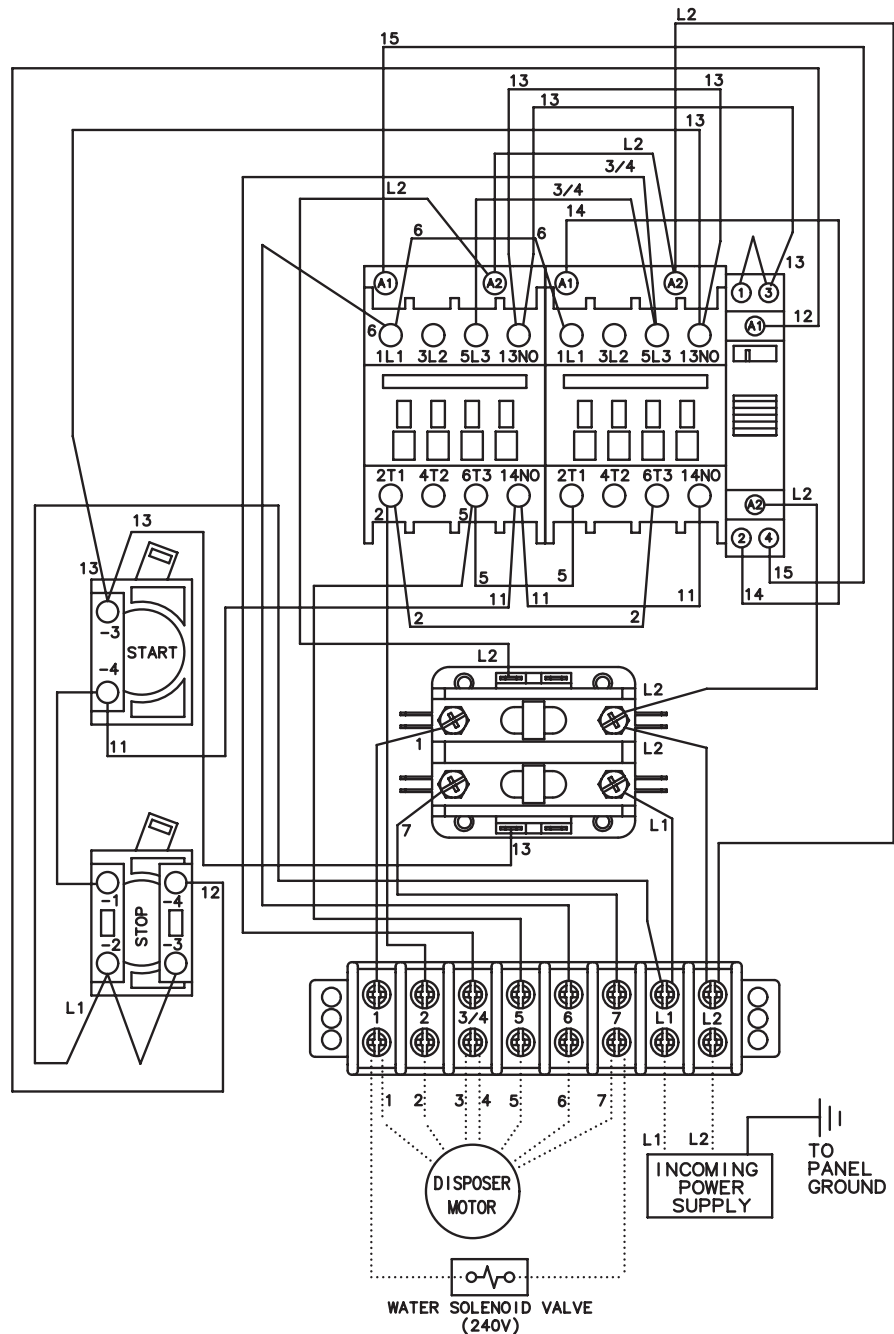 L2
15
13 13
13
13
L2
3/4
L2 3/4
14
6 6
13
A1 A2 A1 A2 1 3
6 A1 12
1L1 3L2 5L3 13NO 1L1 3L2 5L3 13NO
2T1 4T2 6T3 14NO 2T1 4T2 6T3 14NO
L2
2 5 A2
13
2 4
13
5 5 15
11 11 11 14
-3
2 2
START
L2
-4
L2
11 1 L2
7 L1
13
-1 -4 12
STOP
-2 -3
L1
1 2 3/4 5 6 7 L1 L2
1 2 3 4 5 6 7
L1 L2
TO
PANEL
GROUND
INCOMING
POWER
SUPPLY
DISPOSER
MOTOR
WATER SOLENOID VALVE
(240V)